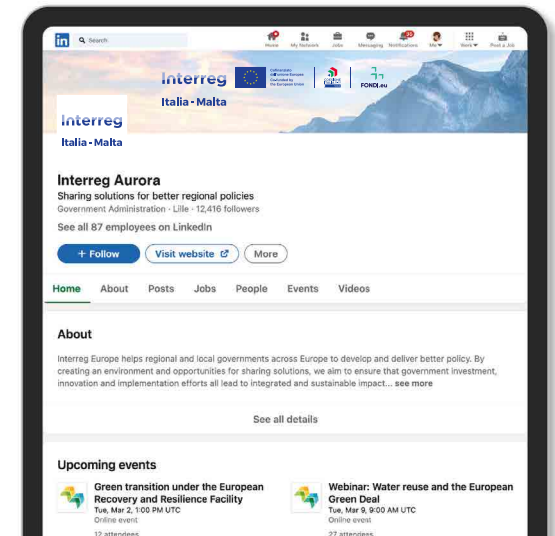 in
Search
Home
My Network
Jobs
Messaging
Notifications
Me
Work
Post a Job
Interreg
Italia-Malta
Cofinanziato
dall'Unione Europea
Co-funded by
the European Union
FONDI.eu
Interreg
Italia-Malta
Interreg Aurora
Sharing solutions for better regional policies
Government Administration · Lille · 12,416 followers
See all 87 employees on LinkedIn
+ Follow
Visit website
More
Home
About
Posts
Jobs
People
Events
Videos
About
Interreg Europe helps regional and local governments across Europe to develop and deliver better policy. By
creating an environment and opportunities for sharing solutions, we aim to ensure that government investment,
innovation and implementation efforts all lead to integrated and sustainable impact... see more
See all details
Upcoming events
Green transition under the European
Recovery and Resilience Facility
Tue, Mar 2, 1:00 PM UTC
Online event
12 attendees
Webinar: Water reuse and the European
Green Deal
Tue, Mar 9, 9:00 AM UTC
Online event
27 attendees